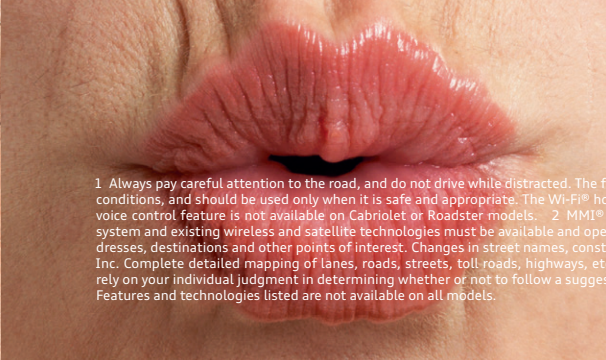 1 Always pay careful attention to the road, and do not drive while distracted. The
conditions, and should be used only when it is safe and appropriate. The Wi-Fi®
voice control feature is not available on Cabriolet or Roadster models. 2 MMI®
system and existing wireless and satellite technologies must be available and
dresses, destinations and other points of interest. Changes in street names,
Inc. Complete detailed mapping of lanes, roads, streets, toll roads, highways,
rely on your individual judgment in determining whether or not to follow a
Features and technologies listed are not available on all models.